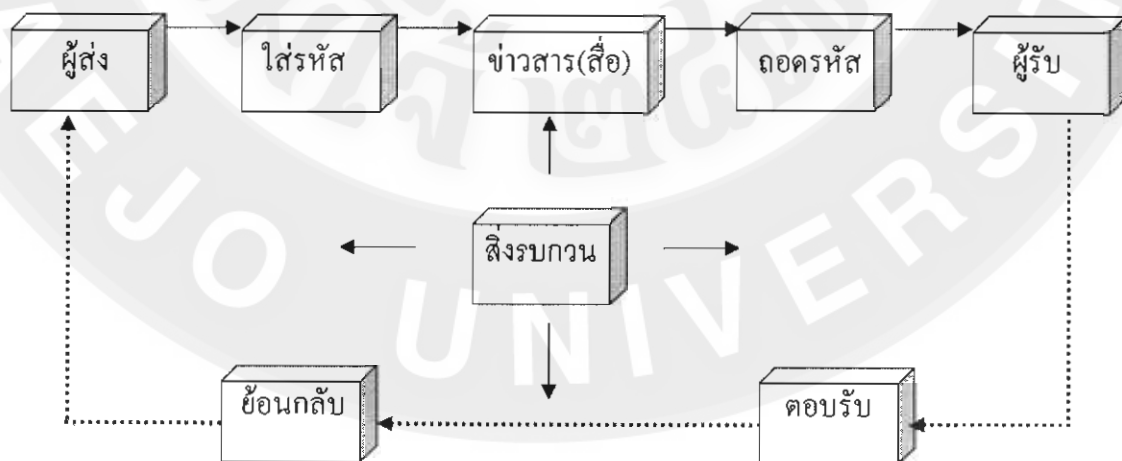 ผู้ส่ง ใส่รหัส ข่าวสาร(สื่อ) ถอดรหัส ผู้รับ
สิ่งรบกวน
ย้อนกลับ ตอบรับ
EJO UNIVERSI